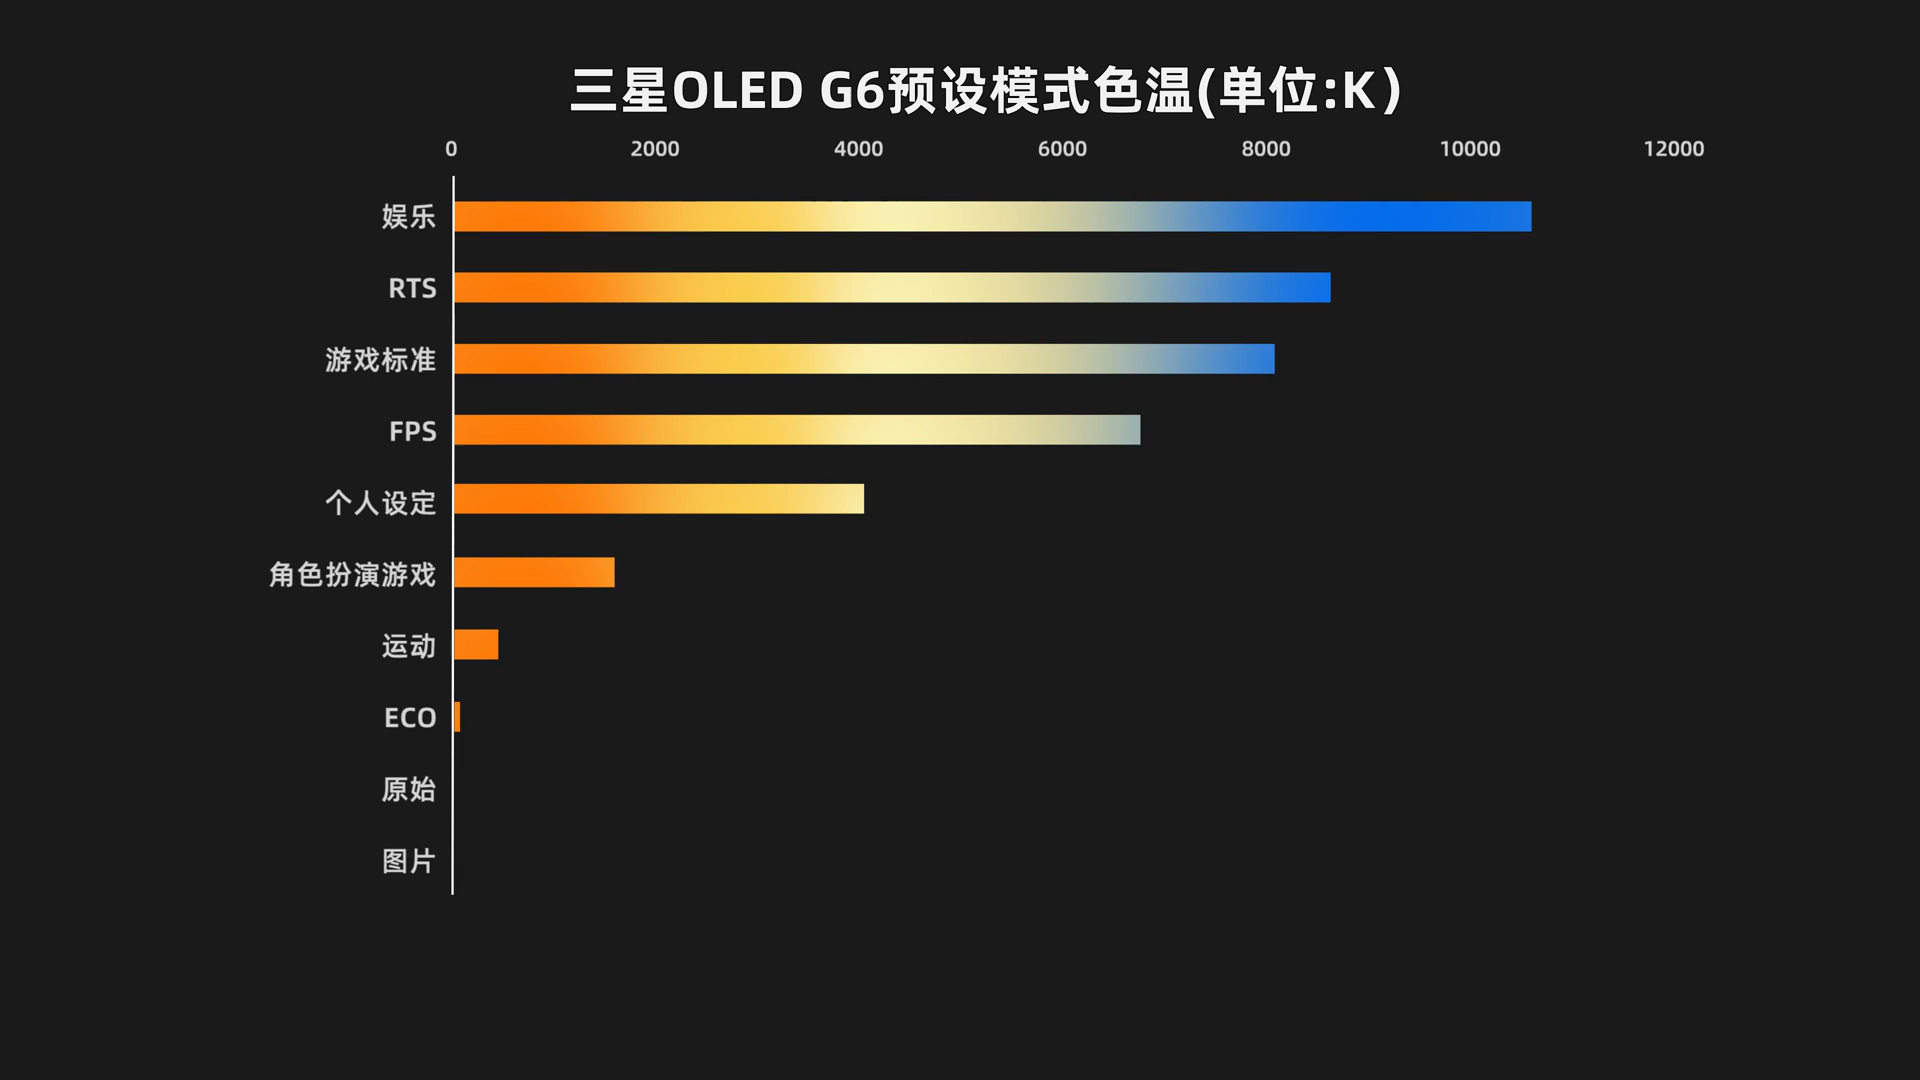 三星OLED G6预设模式色温(单位:K)
0 2000 4000 6000 8000 10000 12000
娱乐
RTS
游戏标准
FPS
个人设定
角色扮演游戏
运动
ECO
原始
图片